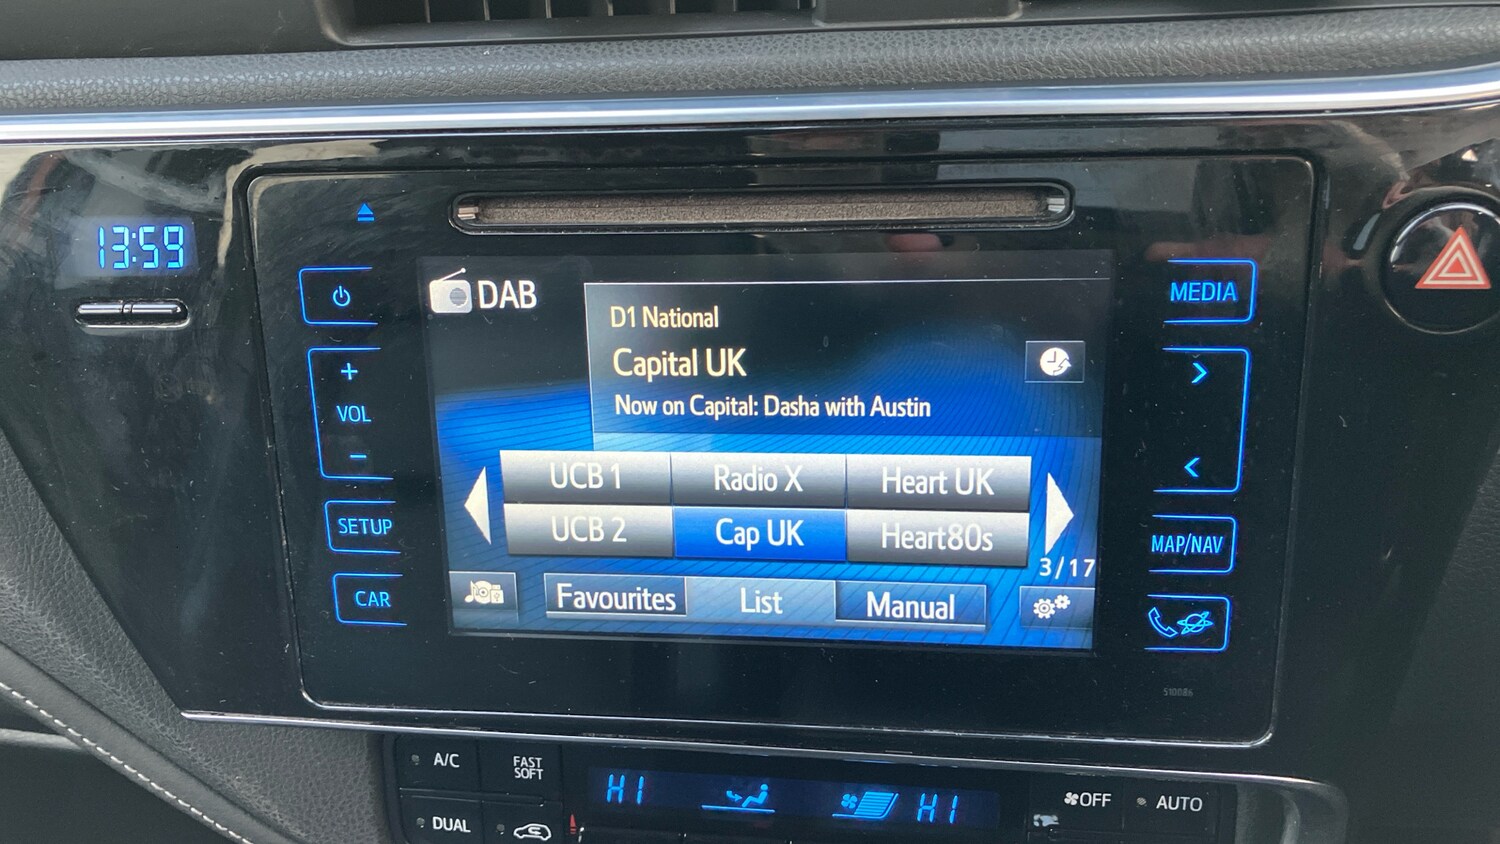 13:59
DAB
MEDIA
D1 National
Capital UK
Now on Capital: Dasha with Austin
+
VOL
-
UCB 1 Radio X Heart UK
UCB 2 Cap UK Heart80s
3/17
SETUP
MAP/NAV
CAR
Favourites List Manual
510086
A/C
FAST
SOFT
HI
HI
OFF
AUTO
DUAL